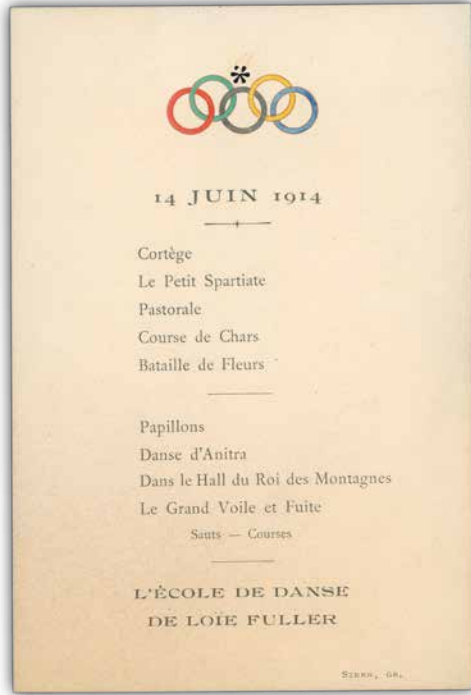 *
14 JUIN 1914
Cortège
Le Petit Spartiate
Pastorale
Course de Chars
Bataille de Fleurs
Papillons
Danse d'Anitra
Dans le Hall du Roi des Montagnes
Le Grand Voile et Fuite
Sauts — Courses
L'ÉCOLE DE DANSE
DE LOÏE FULLER
STERN, GR.